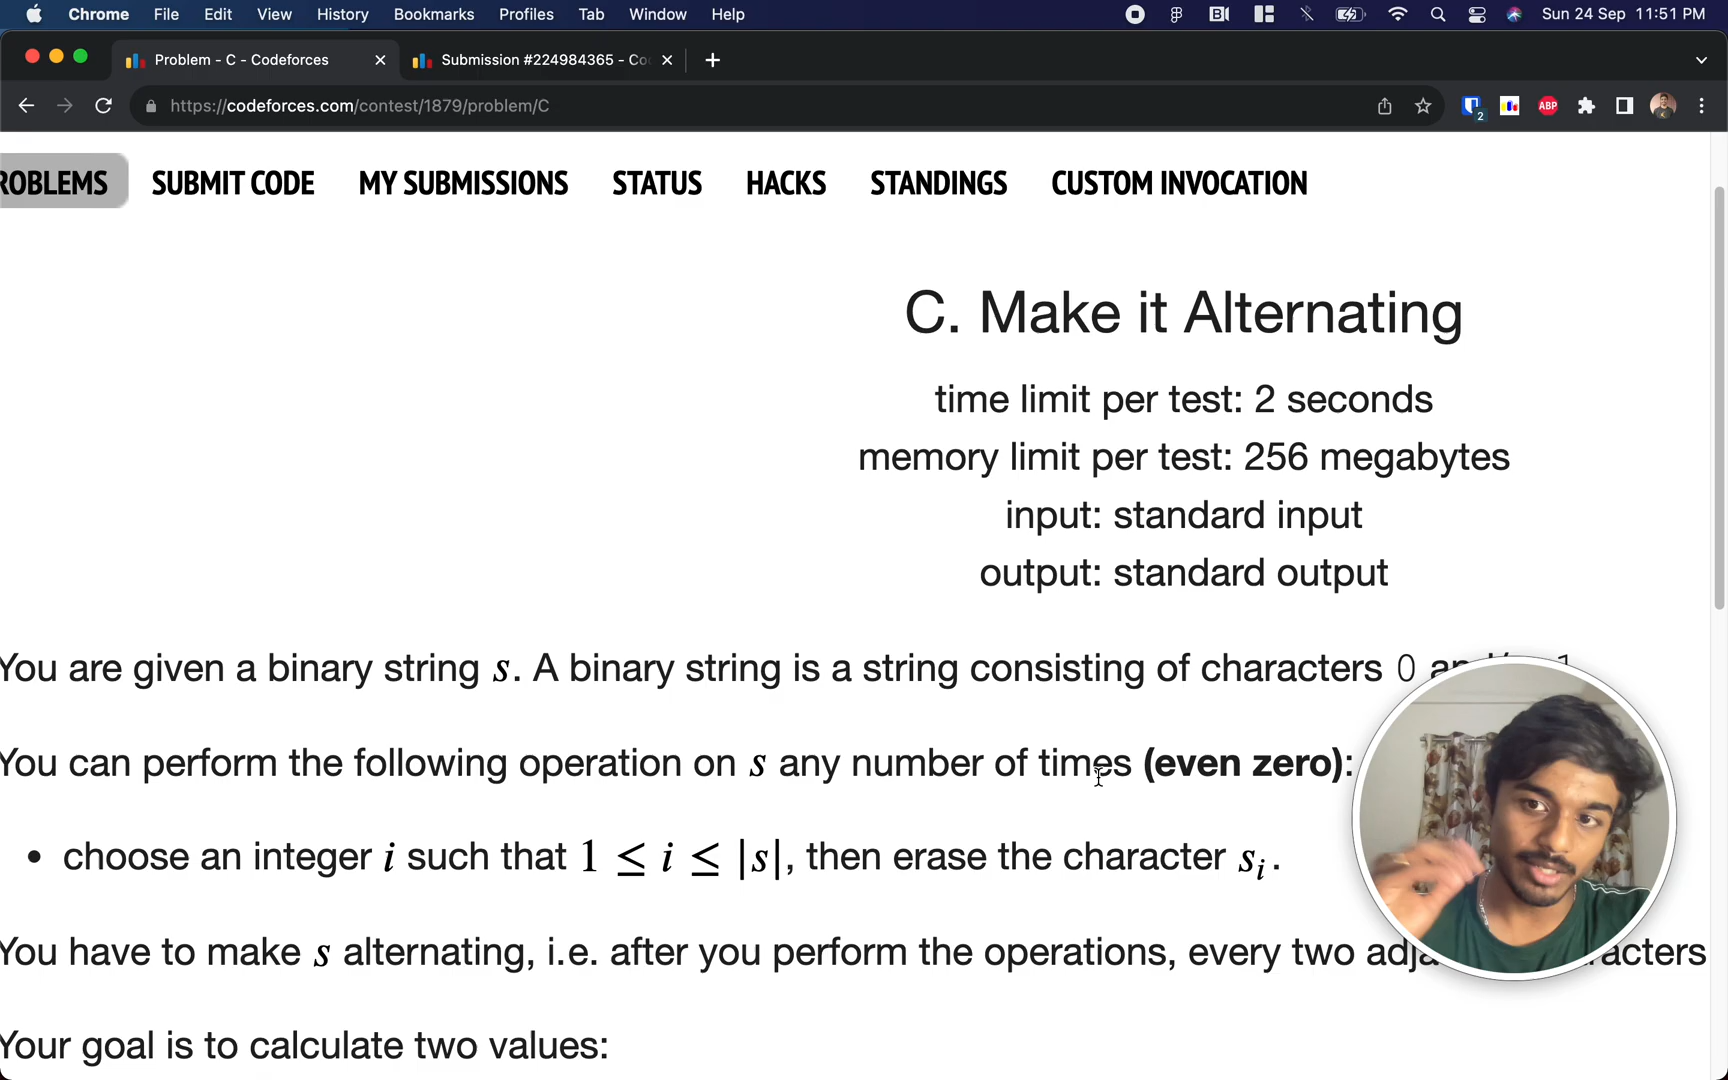 Chrome File Edit View History Bookmarks Profiles Tab Window Help Sun 24 Sep 11:51 PM
Problem - C - Codeforces Submission #224984365 - Co
https://codeforces.com/contest/1879/problem/C 2 ABP
ROBLEMS SUBMIT CODE MY SUBMISSIONS STATUS HACKS STANDINGS CUSTOM INVOCATION
C. Make it Alternating
time limit per test: 2 seconds
memory limit per test: 256 megabytes
input: standard input
output: standard output
You are given a binary string s. A binary string is a string consisting of characters 0
You can perform the following operation on s any number of times (even zero):
• choose an integer i such that 1 ≤ i ≤ |s|, then erase the character sᵢ.
You have to make s alternating, i.e. after you perform the operations, every two adja acters
Your goal is to calculate two values: